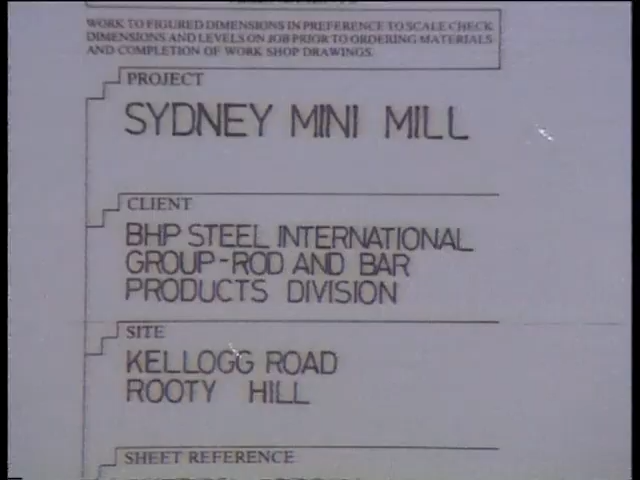 WORK TO FIGURED DIMENSIONS IN PREFERENCE TO SCALE CHECK
DIMENSIONS AND LEVELS ON JOB PRIOR TO ORDERING MATERIALS
AND COMPLETION OF WORK SHOP DRAWINGS.
PROJECT
SYDNEY MINI MILL
CLIENT
BHP STEEL INTERNATIONAL
GROUP-ROD AND BAR
PRODUCTS DIVISION
SITE
KELLOGG ROAD
ROOTY HILL
SHEET REFERENCE